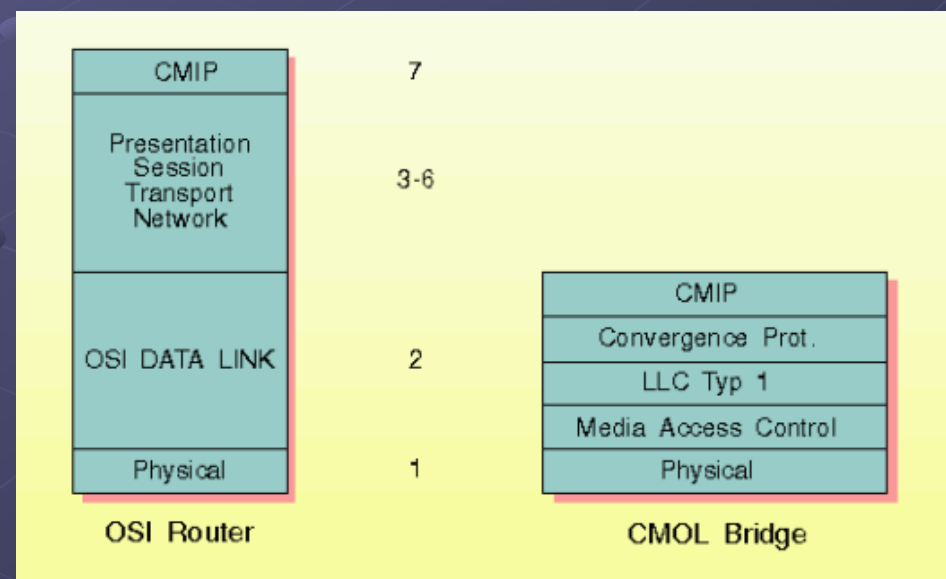 CMIP
7
Presentation
Session
Transport
Network
3-6
OSI DATA LINK
2
Physical
1
OSI Router
CMIP
Convergence Prot.
LLC Typ 1
Media Access Control
Physical
CMOL Bridge